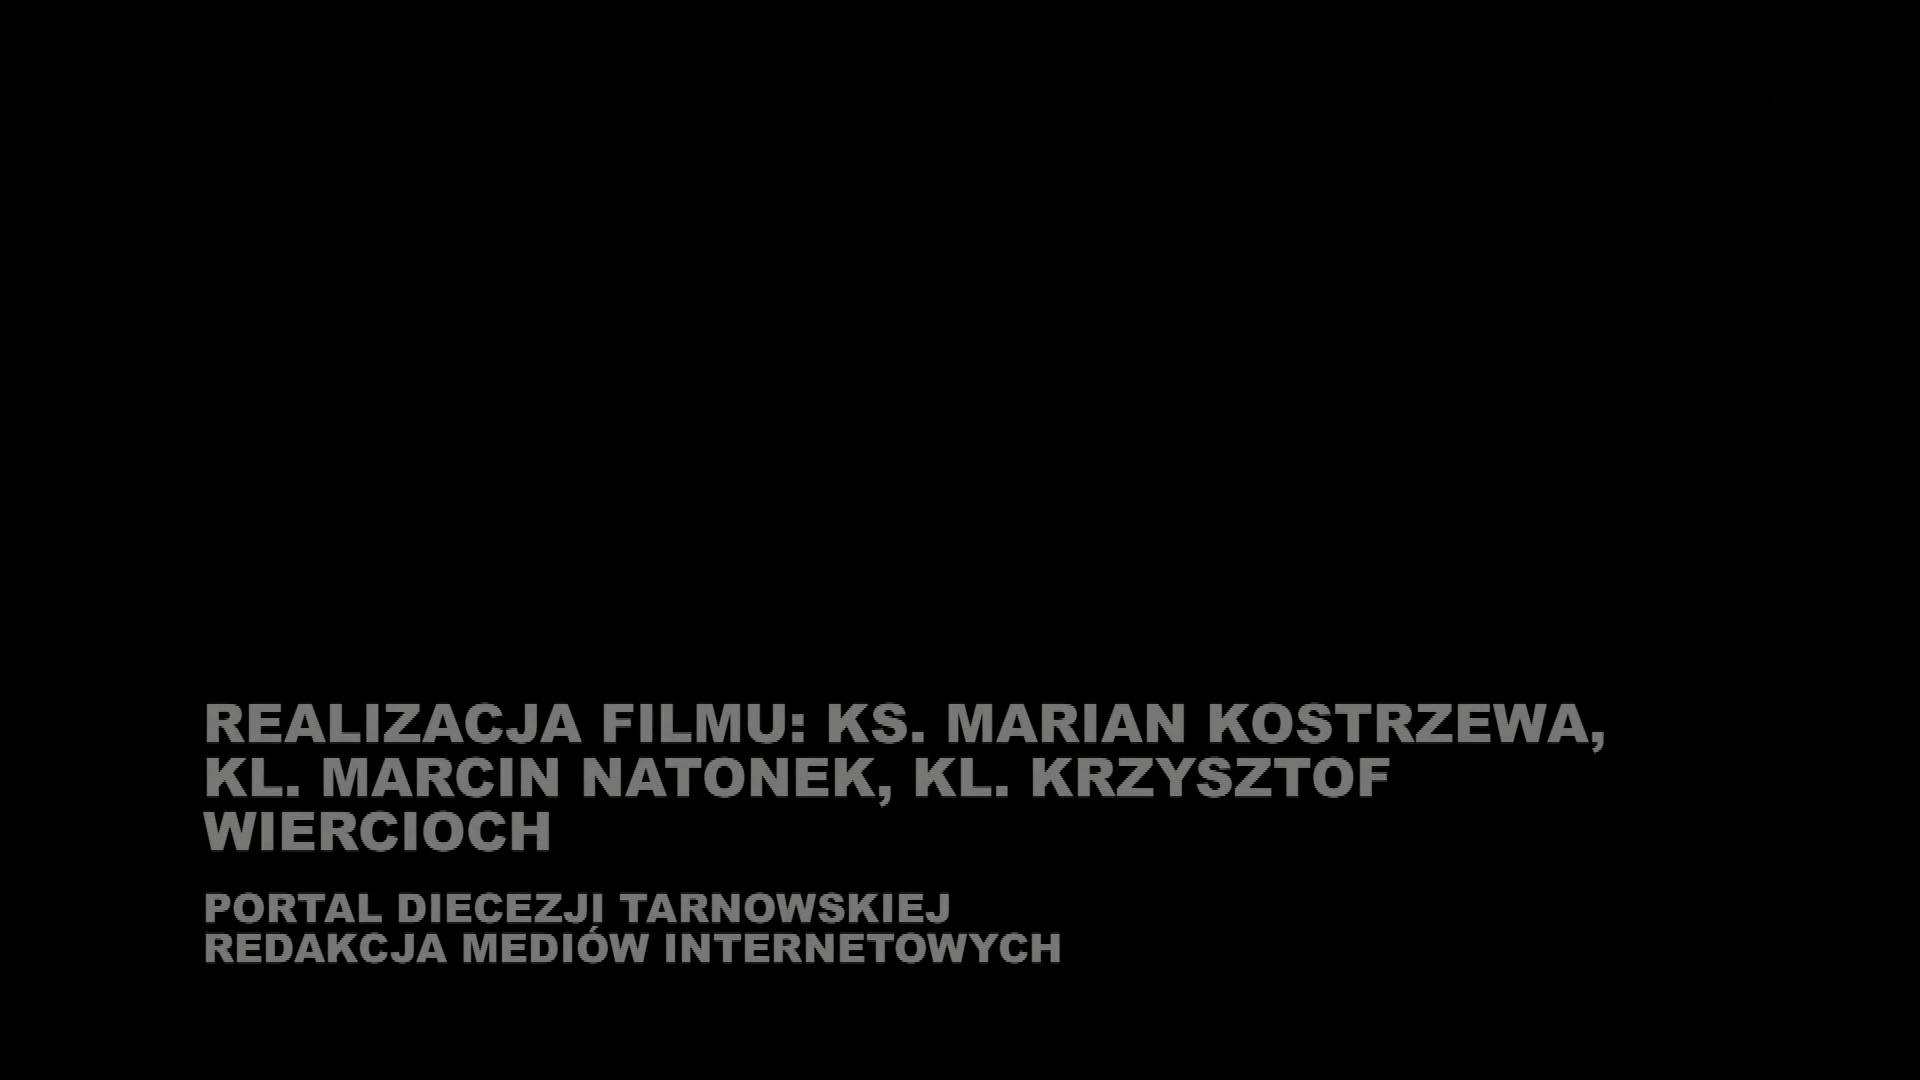 REALIZACJA FILMU: KS. MARIAN KOSTRZEWA,
KL. MARCIN NATONEK, KL. KRZYSZTOF
WIERCIOCH
PORTAL DIECEZJI TARNOWSKIEJ
REDAKCJA MEDIÓW INTERNETOWYCH